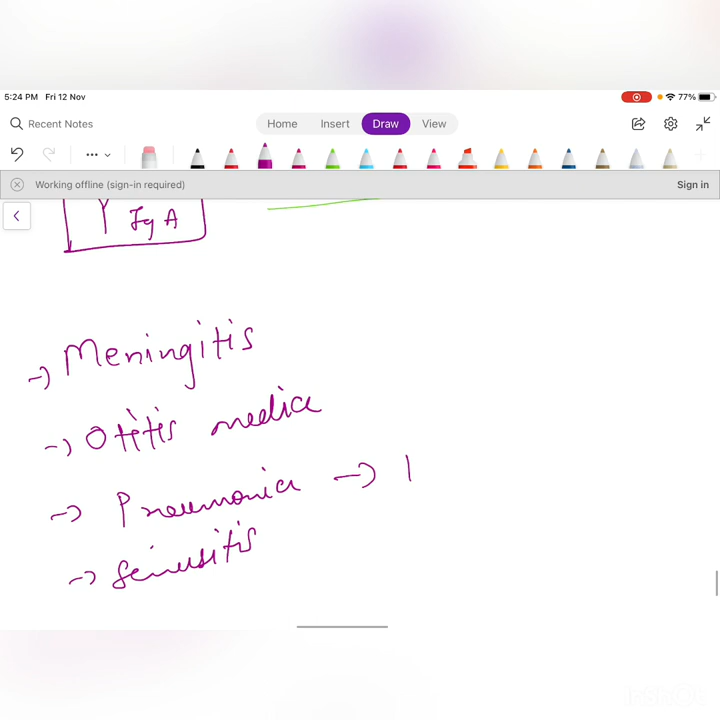 5:24 PM Fri 12 Nov 77%
Recent Notes Home Insert Draw View
Working offline (sign-in required) Sign in
IgA
→ Meningitis
→ Otitis media
→ Pneumonia →
→ Sinusitis